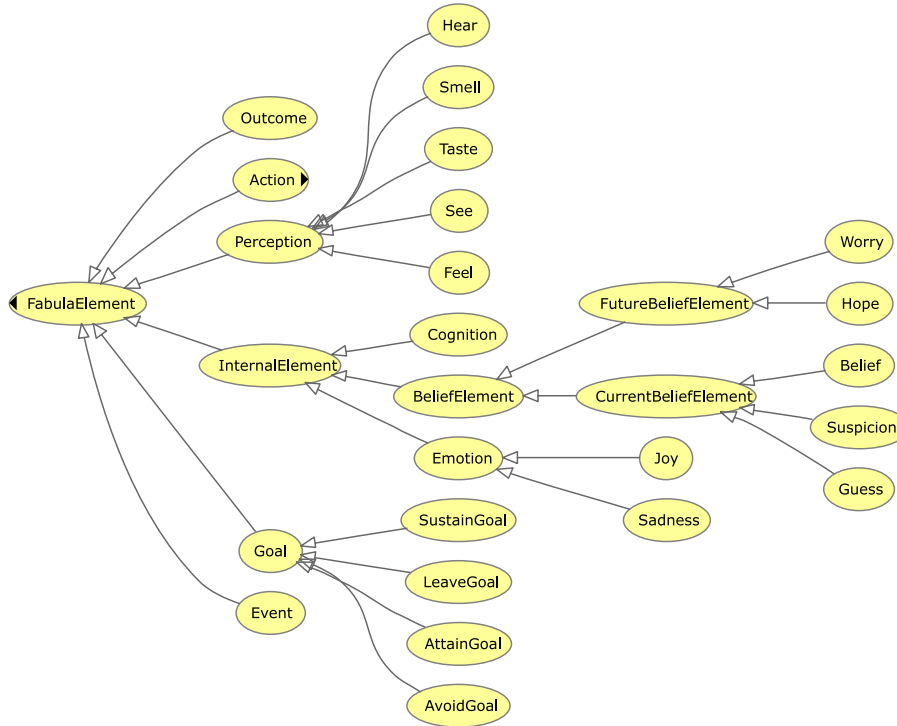 Hear
Smell
Outcome
Taste
Action
See
Perception
Worry
Feel
FabulaElement
FutureBeliefElement
Hope
Cognition
InternalElement
Belief
BeliefElement
CurrentBeliefElement
Suspicion
Emotion
Joy
Guess
SustainGoal
Sadness
Goal
LeaveGoal
Event
AttainGoal
AvoidGoal